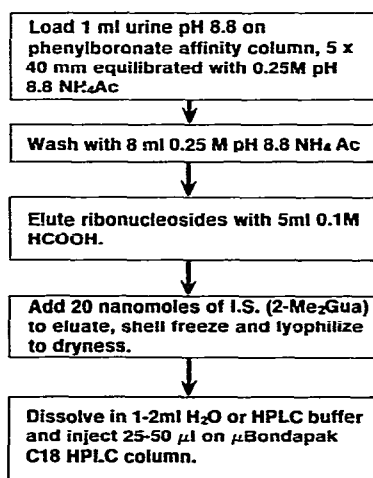 Load 1 ml urine pH 8.8 on
phenylboronate affinity column, 5 x
40 mm equilibrated with 0.25M pH
8.8 NH₄Ac
Wash with 8 ml 0.25 M pH 8.8 NH₄ Ac
Elute ribonucleosides with 5ml 0.1M
HCOOH.
Add 20 nanomoles of I.S. (2-Me₂Gua)
to eluate, shell freeze and lyophilize
to dryness.
Dissolve in 1-2ml H₂O or HPLC buffer
and inject 25-50 µl on µBondapak
C18 HPLC column.